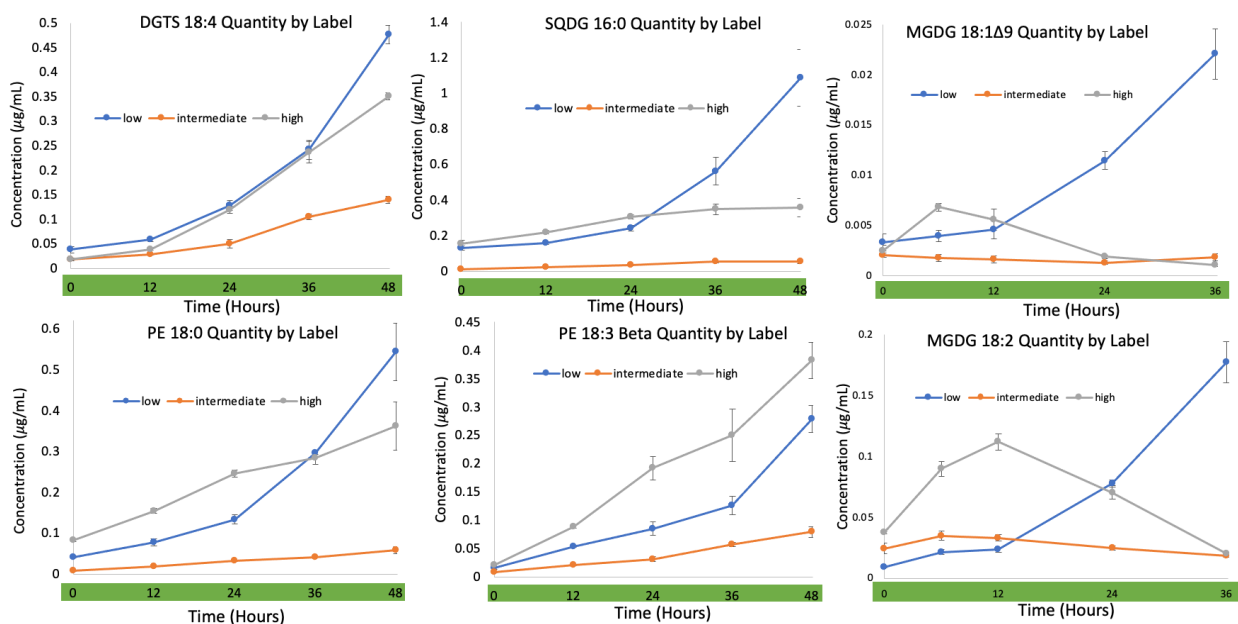 DGTS 18:4 Quantity by Label
0.5
0.45
0.4
0.35
0.3
0.25
0.2
0.15
0.1
0.05
0
Concentration (µg/mL)
low intermediate high
0 12 24 36 48
Time (Hours)
SQDG 16:0 Quantity by Label
1.4
1.2
1
0.8
0.6
0.4
0.2
0
Concentration (µg/mL)
low intermediate high
0 12 24 36 48
Time (Hours)
MGDG 18:1Δ9 Quantity by Label
0.025
0.02
0.015
0.01
0.005
0
Concentration (µg/mL)
low intermediate high
0 6 12 24 36
Time (Hours)
PE 18:0 Quantity by Label
0.6
0.5
0.4
0.3
0.2
0.1
0
Concentration (µg/mL)
low intermediate high
0 12 24 36 48
Time (Hours)
PE 18:3 Beta Quantity by Label
0.45
0.4
0.35
0.3
0.25
0.2
0.15
0.1
0.05
0
Concentration (µg/mL)
low intermediate high
0 12 24 36 48
Time (Hours)
MGDG 18:2 Quantity by Label
0.2
0.15
0.1
0.05
0
Concentration (µg/mL)
low intermediate high
0 6 12 24 36
Time (Hours)